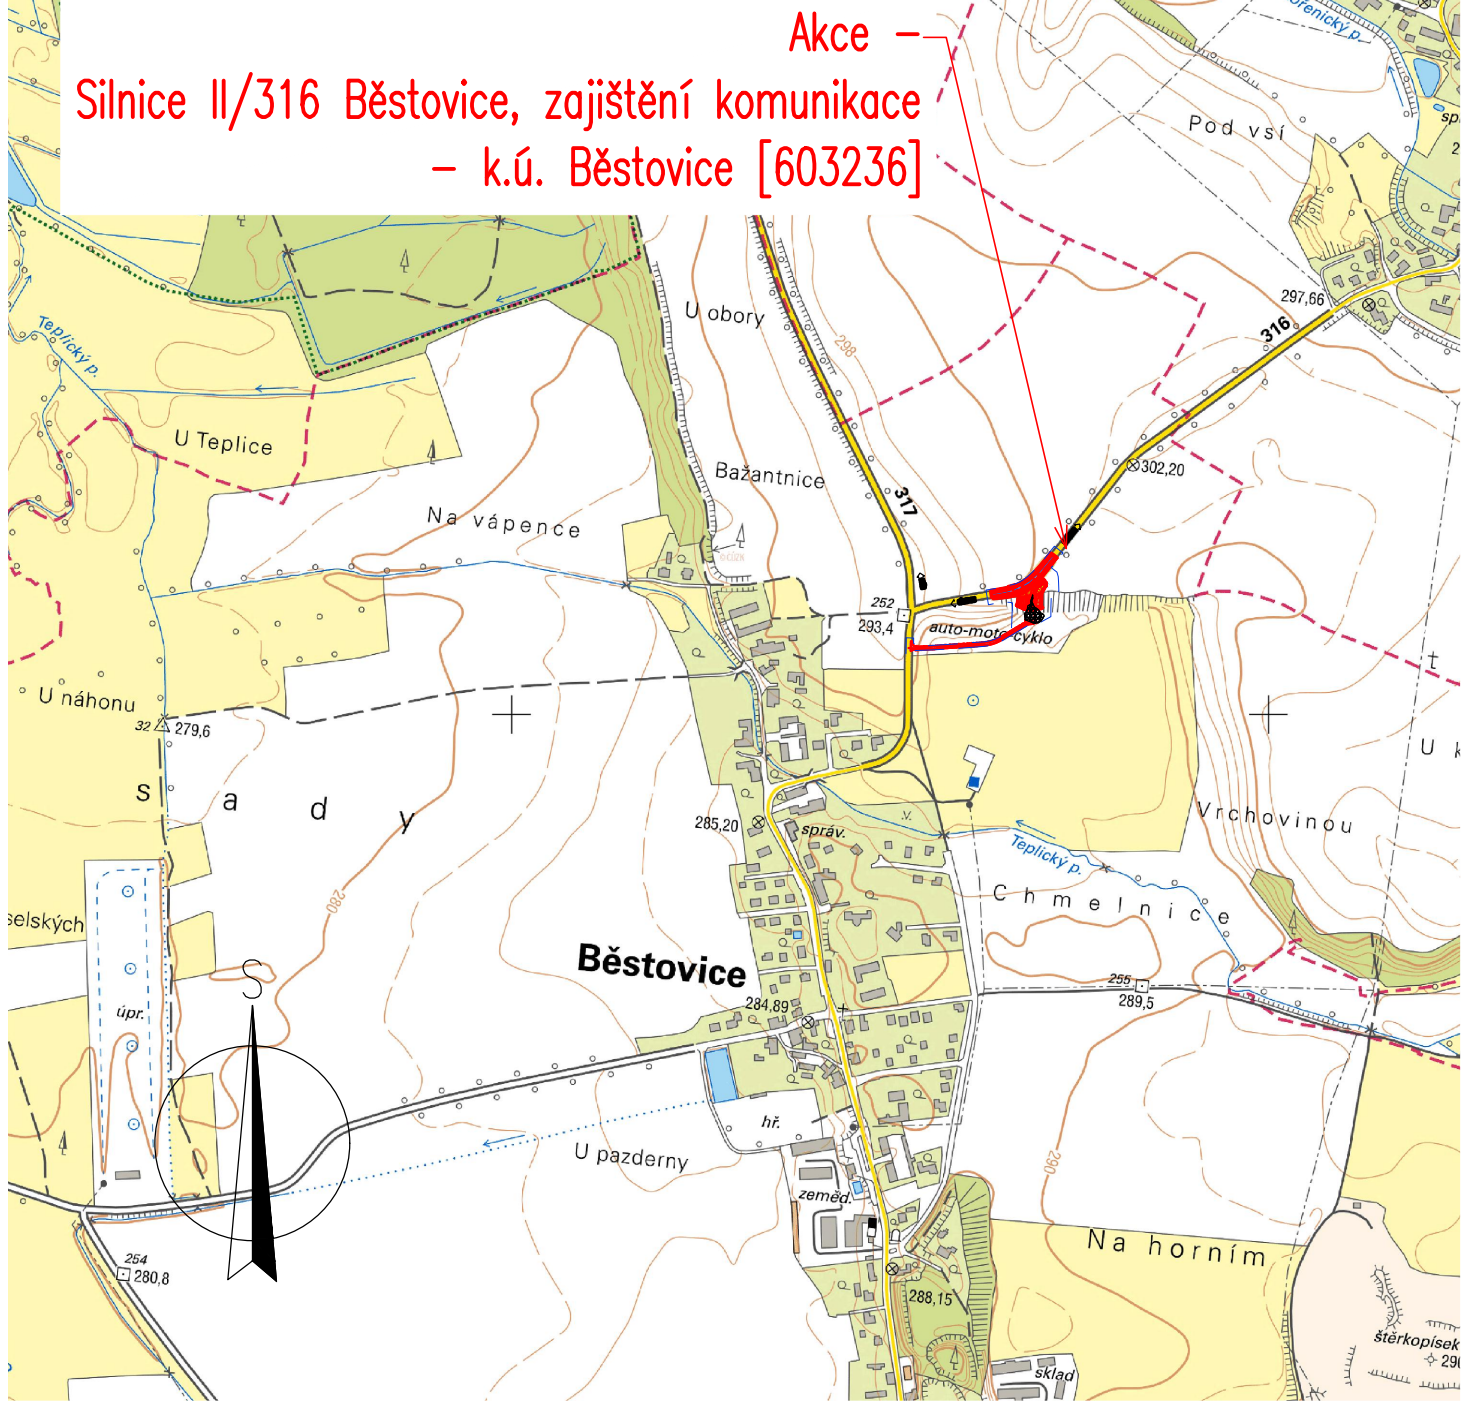 Akce –
Silnice II/316 Běstovice, zajištění komunikace
– k.ú. Běstovice [603236]
Pod vsí
297,66
316
U obory
298
Teplický p.
U Teplice
Bažantnice
302,20
317
Na vápence
252
293,4
auto-moto-cyklo
U náhonu
32
279,6
sady
285,20
správ.
Vrchovinou
Teplický p.
Chmelnice
280
selských
Běstovice
S
255
289,5
284,89
úpr.
hř.
U pazderny
290
zeměd.
Na horním
254
280,8
288,15
štěrkopísek
sklad